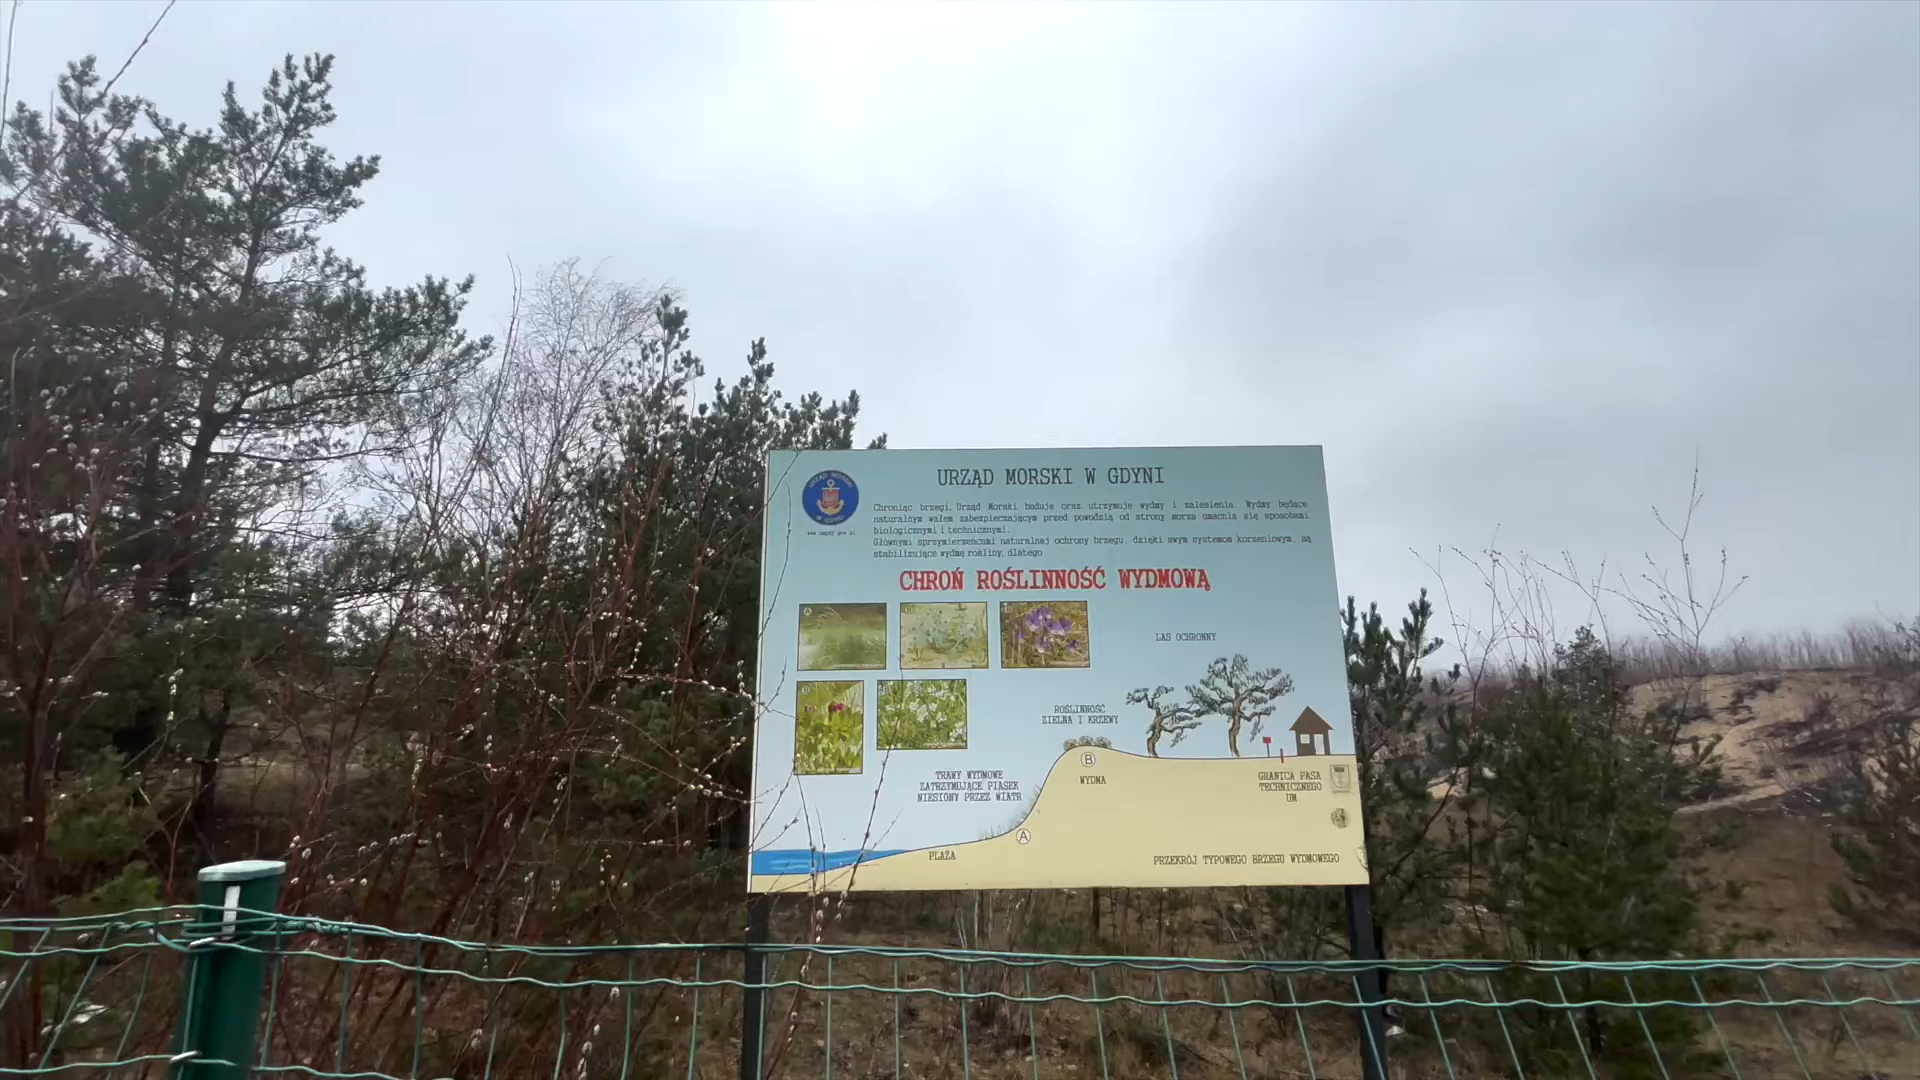 URZĄD MORSKI W GDYNI
Chroniąc brzegi, Urząd Morski buduje oraz utrzymuje wydmy i zalesienia. Wydmy będące
naturalnym wałem zabezpieczającym przed powodzią od strony morza umacnia się sposobami
biologicznymi i technicznymi.
Głównymi sprzymierzeńcami naturalnej ochrony brzegu, dzięki swym systemom korzeniowym, są
stabilizujące wydmę rośliny, dlatego
CHROŃ ROŚLINNOŚĆ WYDMOWĄ
A
B
B
LAS OCHRONNY
ROŚLINNOŚĆ
ZIELNA I KRZEWY
B
WYDMA
TRAWY WYDMOWE
ZATRZYMUJĄCE PIASEK
NIESIONY PRZEZ WIATR
GRANICA PASA
TECHNICZNEGO
UM
A
PLAŻA
PRZEKRÓJ TYPOWEGO BRZEGU WYDMOWEGO